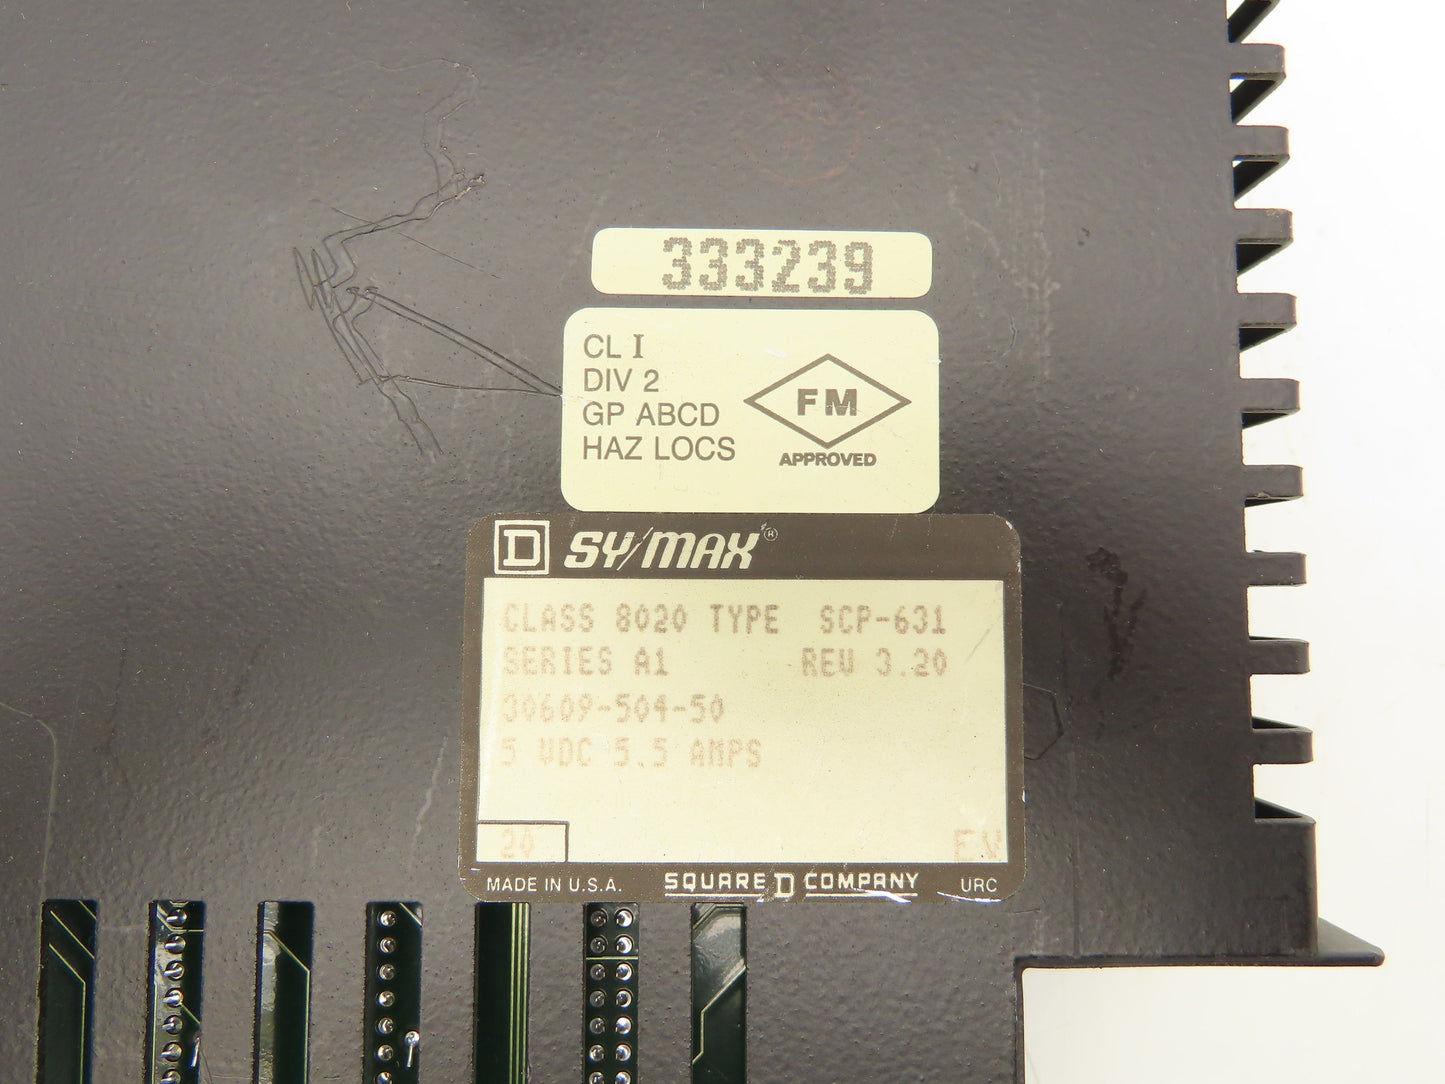 333239
CL I
DIV 2
GP ABCD
HAZ LOCS
FM
APPROVED
D SY/MAX®
CLASS 8020 TYPE SCP-631
SERIES A1 REV 3.20
30609-504-50
5 VDC 5.5 AMPS
20 EV
MADE IN U.S.A. SQUARE D COMPANY URC